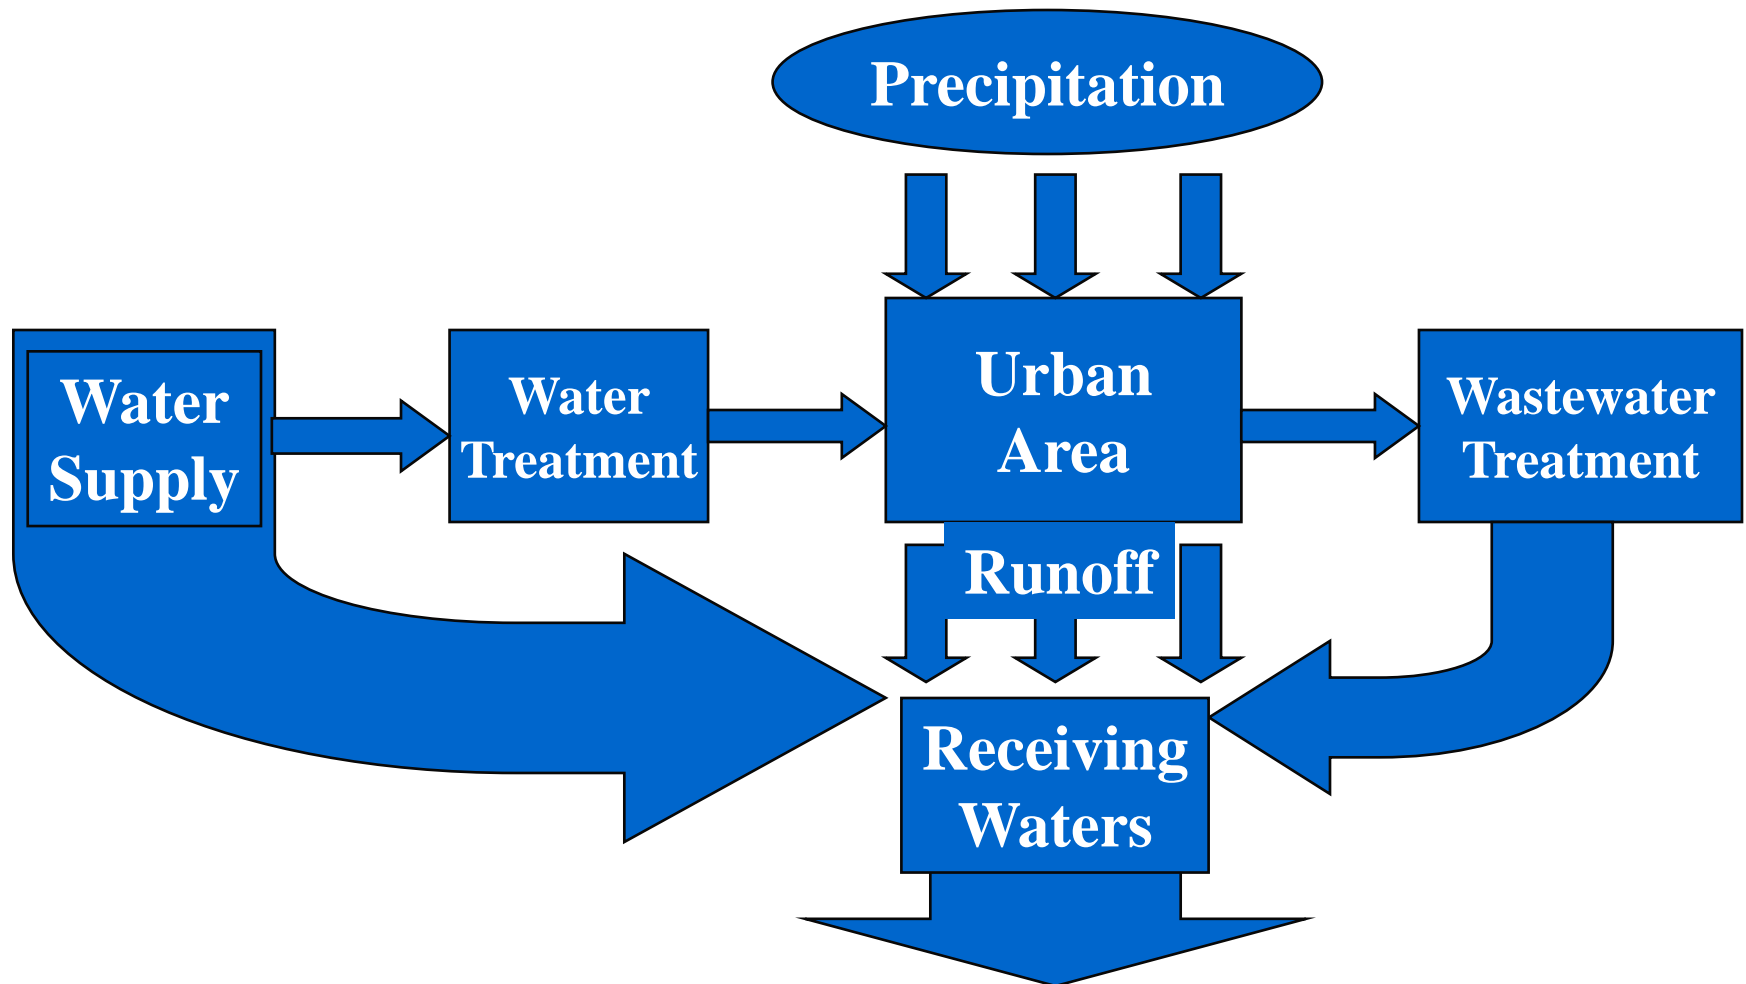 Precipitation
Water
Supply
Water
Treatment
Urban
Area
Wastewater
Treatment
Runoff
Receiving
Waters